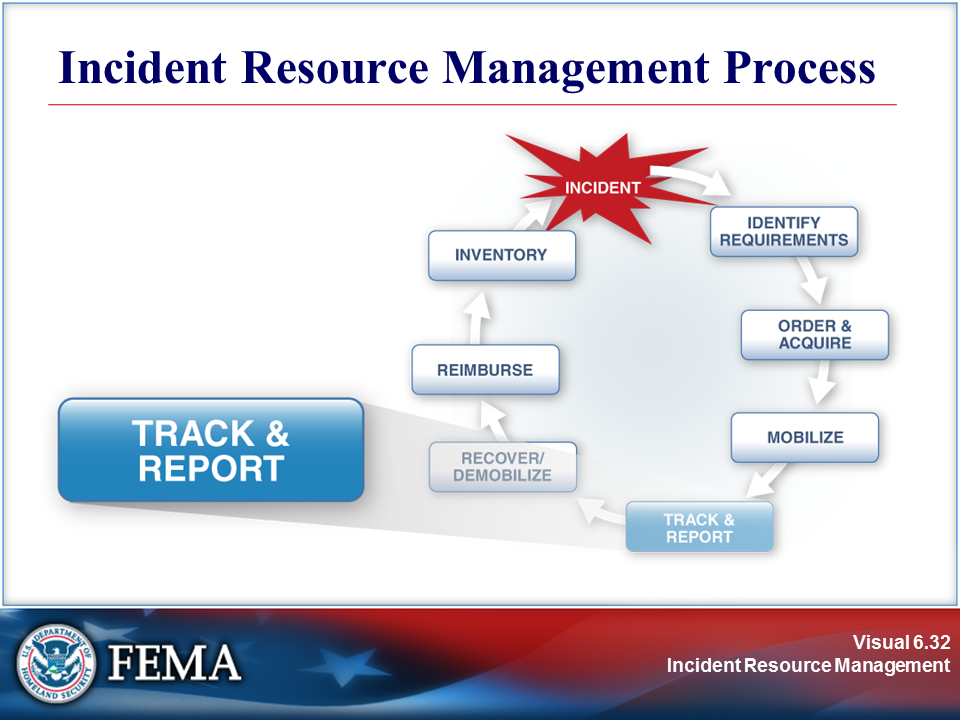 Incident Resource Management Process
INCIDENT
IDENTIFY
REQUIREMENTS
ORDER &
ACQUIRE
MOBILIZE
TRACK &
REPORT
RECOVER/
DEMOBILIZE
REIMBURSE
INVENTORY
TRACK &
REPORT
U.S. DEPARTMENT OF
HOMELAND SECURITY
FEMA
Visual 6.32
Incident Resource Management